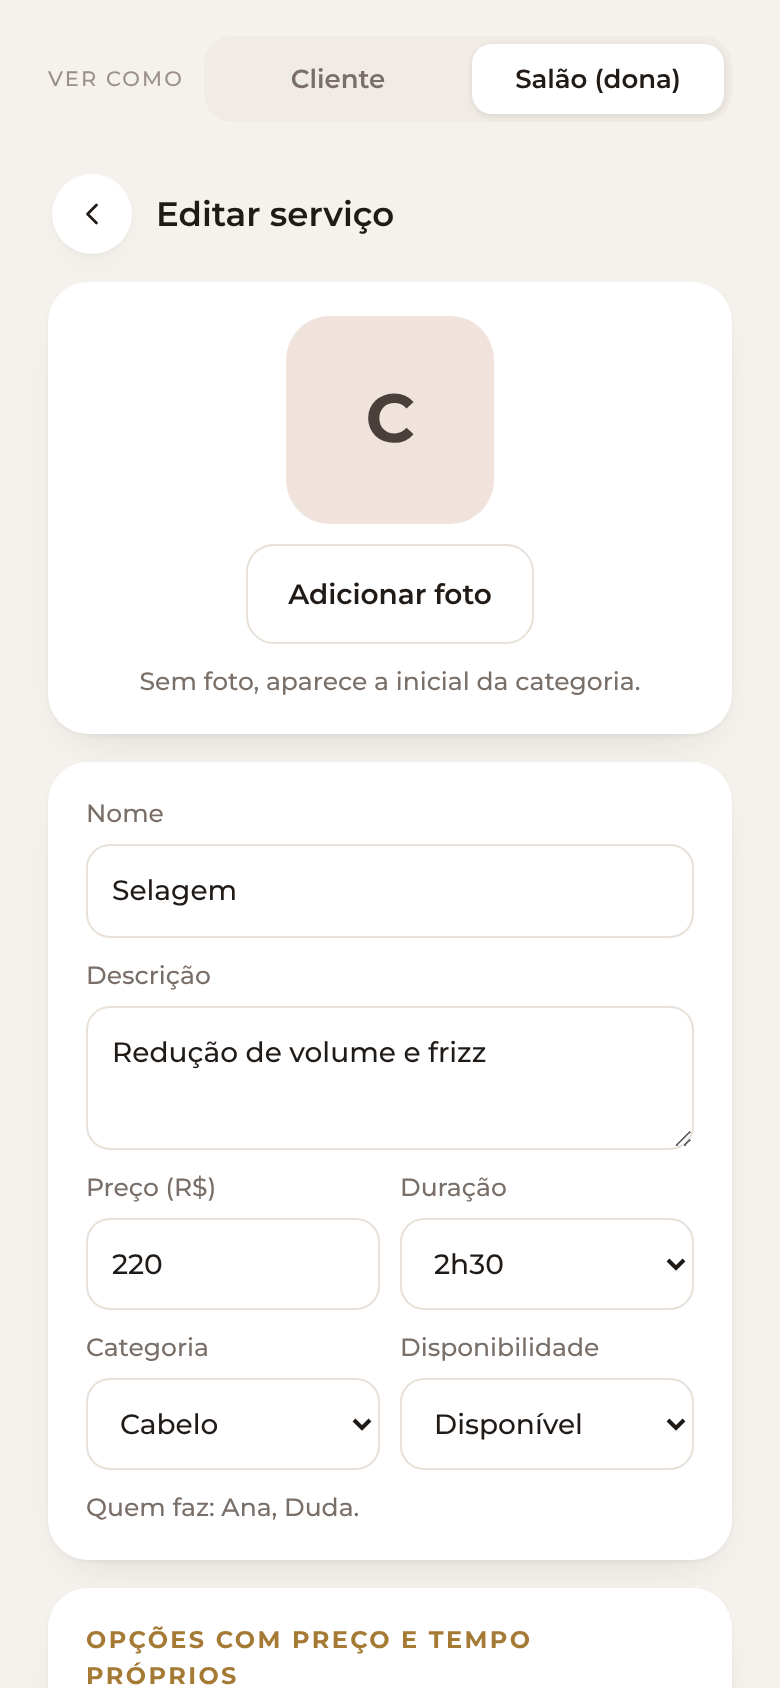 VER COMO
Cliente
Salão (dona)
Editar serviço
C
Adicionar foto
Sem foto, aparece a inicial da categoria.
Nome
Selagem
Descrição
Redução de volume e frizz
Preço (R$)
Duração
220
2h30
Categoria
Disponibilidade
Cabelo
Disponível
Quem faz: Ana, Duda.
OPÇÕES COM PREÇO E TEMPO
PRÓPRIOS